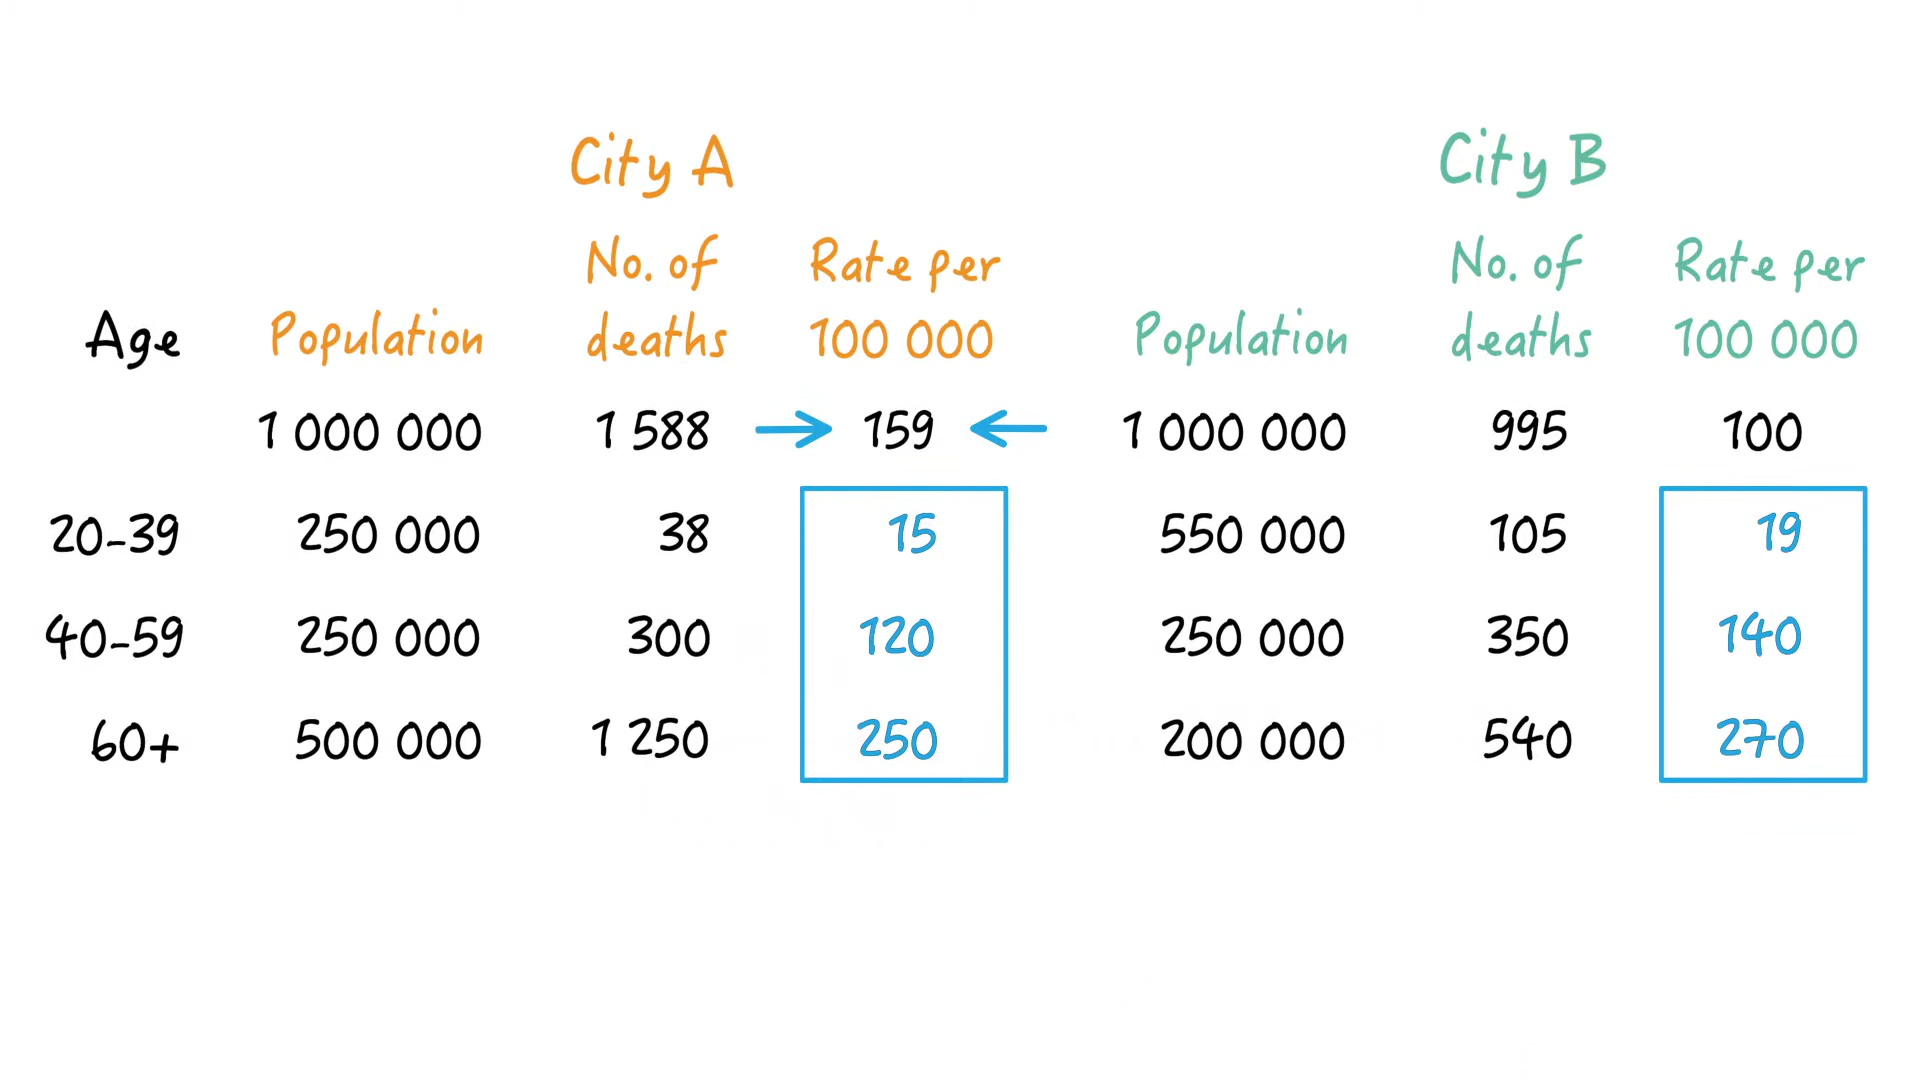 City A City B
No. of Rate per No. of Rate per
Age Population deaths 100 000 Population deaths 100 000
1 000 000 1 588 159 1 000 000 995 100
20-39 250 000 38 15 550 000 105 19
40-59 250 000 300 120 250 000 350 140
60+ 500 000 1 250 250 200 000 540 270